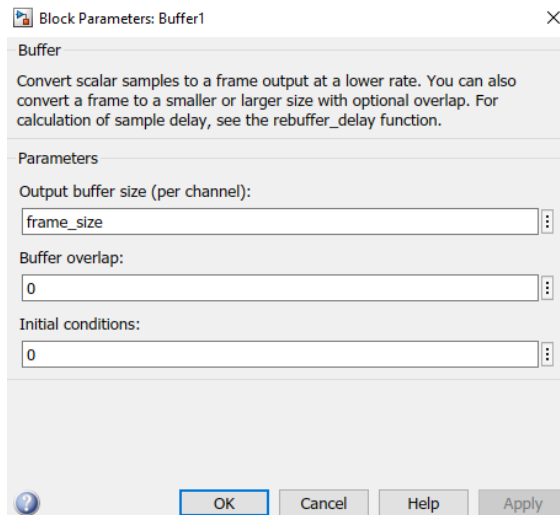 Block Parameters: Buffer1
Buffer
Convert scalar samples to a frame output at a lower rate. You can also
convert a frame to a smaller or larger size with optional overlap. For
calculation of sample delay, see the rebuffer_delay function.
Parameters
Output buffer size (per channel):
frame_size
Buffer overlap:
0
Initial conditions:
0
OK Cancel Help Apply